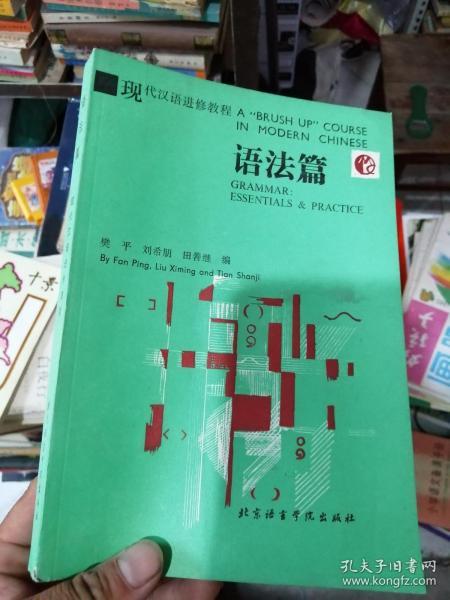 现代汉语进修教程 A "BRUSH UP" COURSE
IN MODERN CHINESE
语法篇
GRAMMAR:
ESSENTIALS & PRACTICE
樊 平 刘希明 田善继 编
By Fan Ping, Liu Ximing and Tian Shanji
北京语言学院出版社
孔夫子旧书网
www.kongfz.com